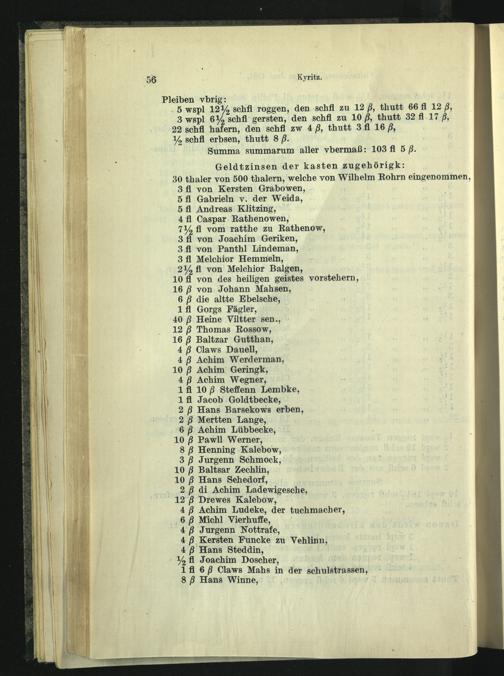 56
Kyritz.
Pleiben vbrig:
5 wspl 12½ schfl roggen, den schfl zu 12 β, thutt 66 fl 12 β,
3 wspl 6½ schfl gersten, den schfl zu 10 β, thutt 32 fl 17 β,
22 schfl hafern, den schfl zw 4 β, thutt 3 fl 16 β,
½ schfl erbsen, thutt 8 β.
Summa summarum aller vbermaß: 103 fl 5 β.
Geldtzinsen der kasten zugehörigk:
30 thaler von 500 thalern, welche von Wilhelm Rohrn eingenommen,
3 fl von Kersten Grabowen,
5 fl Gabrieln v. der Weida,
5 fl Andreas Klitzing,
4 fl Caspar Rathenowen,
7½ fl vom ratthe zu Rathenow,
3 fl von Joachim Geriken,
3 fl von Panthl Lindeman,
3 fl Melchior Hemmeln,
2½ fl von Melchior Balgen,
10 fl von des heiligen geistes vorstehern,
16 β von Johann Mahsen,
6 β die altte Ebelsche,
1 fl Gorgs Fägler,
40 β Heine Viltter sen.,
12 β Thomas Rossow,
16 β Baltzar Gutthan,
4 β Claws Dauell,
4 β Achim Werderman,
10 β Achim Geringk,
4 β Achim Wegner,
1 fl 10 β Steffenn Lembke,
1 fl Jacob Goldtbecke,
2 β Hans Barsekows erben,
2 β Mertten Lange,
6 β Achim Lübbecke,
10 β Pawll Werner,
8 β Henning Kalebow,
3 β Jurgenn Schmock,
10 β Baltsar Zechlin,
10 β Hans Sehedorf,
2 β di Achim Ladewigesche,
12 β Drewes Kalebow,
4 β Achim Ludeke, der tuchmacher,
6 β Michl Vierhuffe,
4 β Jurgenn Nottrafe,
4 β Kersten Funcke zu Vehlinn,
4 β Hans Steddin,
½ fl Joachim Doscher,
1 fl 6 β Claws Mahs in der schulstrassen,
8 β Hans Winne,